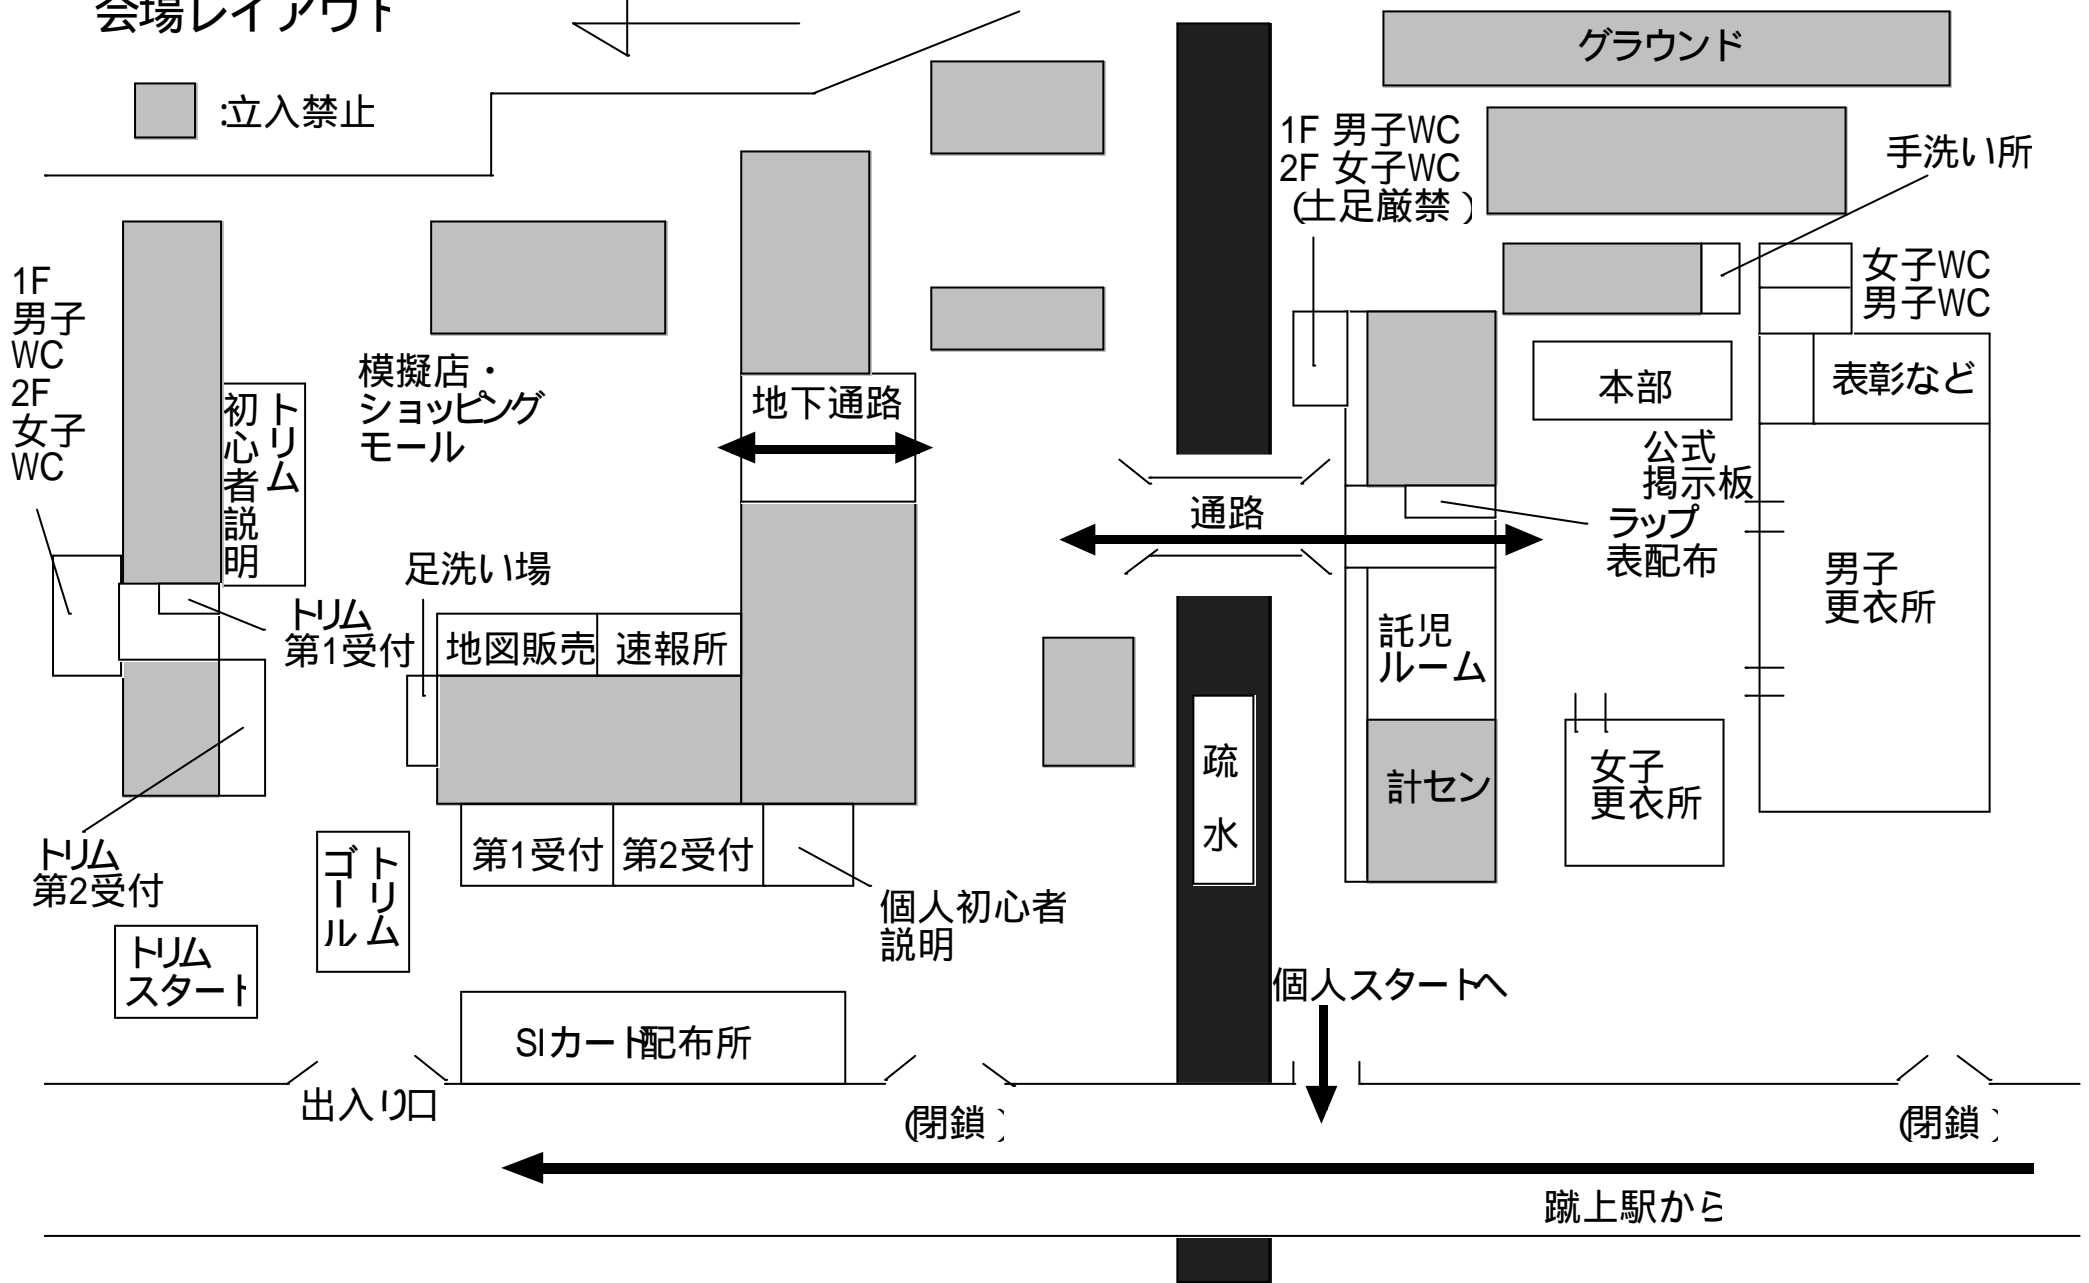 会場レイアウト
:立入禁止
グラウンド
1F 男子WC
2F 女子WC
(土足厳禁)
手洗い所
女子WC
男子WC
1F
男子
WC
2F
女子
WC
トリム
初心者説明
模擬店・
ショッピング
モール
地下通路
本部
表彰など
公式
掲示板
ラップ
表配布
通路
男子
更衣所
足洗い場
トリム
第1受付
地図販売
速報所
託児
ルーム
疏水
計セン
女子
更衣所
トリム
第2受付
トリム
ゴール
第1受付
第2受付
個人初心者
説明
トリム
スタート
SIカード配布所
個人スタートへ
出入り口
(閉鎖)
(閉鎖)
蹴上駅から